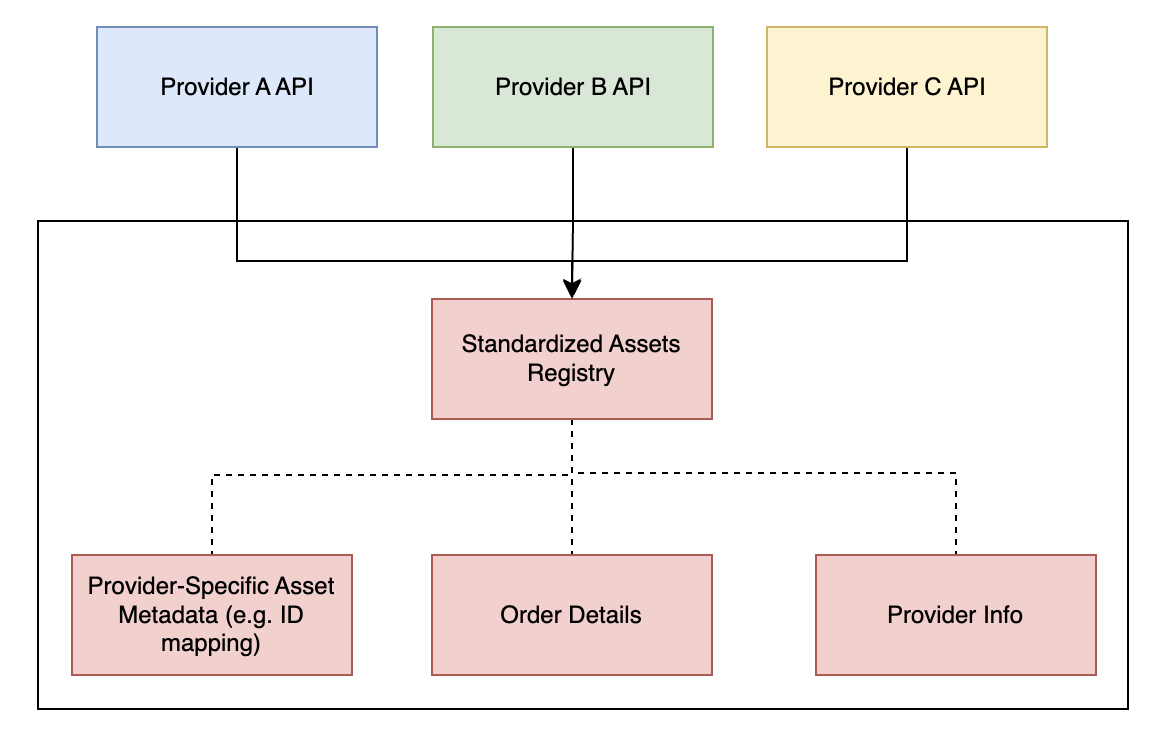 Provider A API
Provider B API
Provider C API
Standardized Assets
Registry
Provider-Specific Asset
Metadata (e.g. ID
mapping)
Order Details
Provider Info